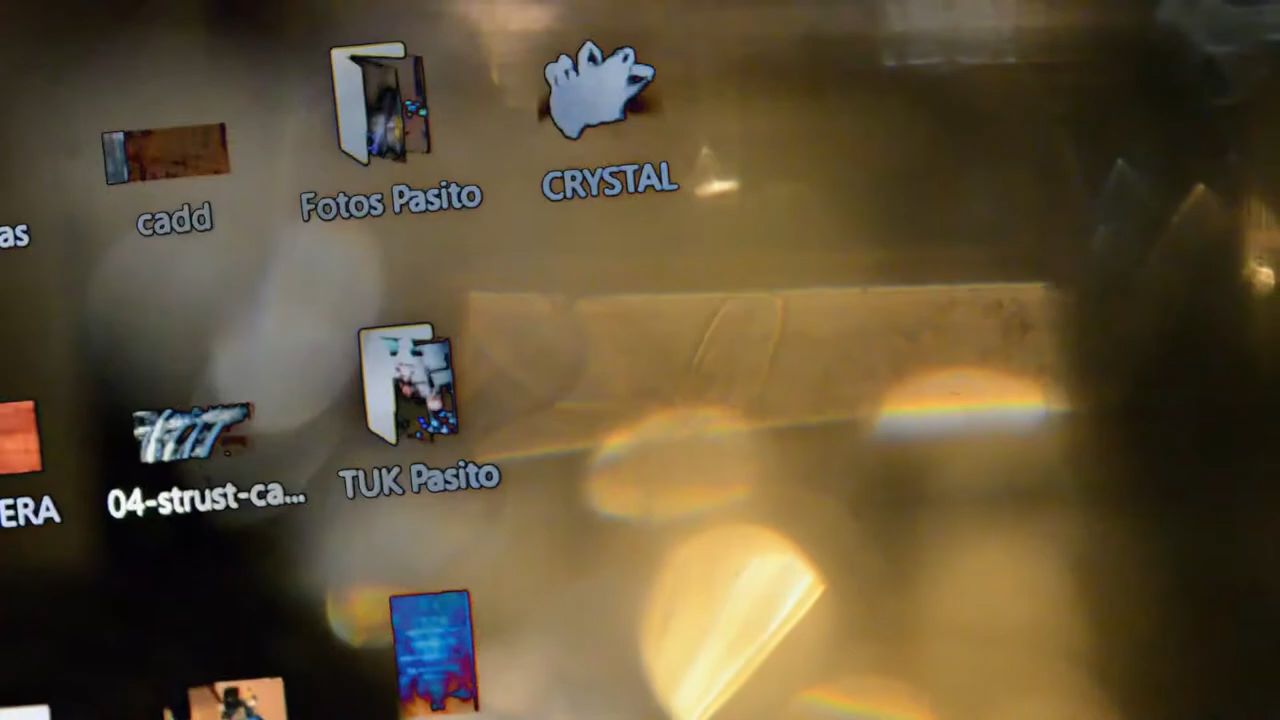 as
cadd
Fotos Pasito
CRYSTAL
ERA
04-strust-ca...
TUK Pasito